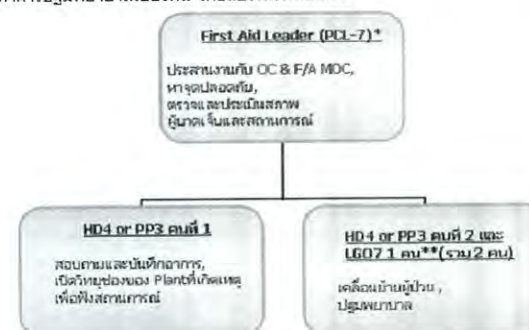 First Aid Leader (PCL-7)*
ประสานงานกับ OC & F/A MOC,
หาจุดปลอดภัย,
ตรวจและประเมินสภาพ
ผู้บาดเจ็บและสถานการณ์
HD4 or PP3 คนที่ 1
สอบถามและบันทึกอาการ,
เปิดวิทยุช่องของ Plantที่เกิดเหตุ
เพื่อฟังสถานการณ์
HD4 or PP3 คนที่ 2 และ
LGO7 1 คน**(รวม 2 คน)
เคลื่อนย้ายผู้ป่วย ,
ปฐมพยาบาล